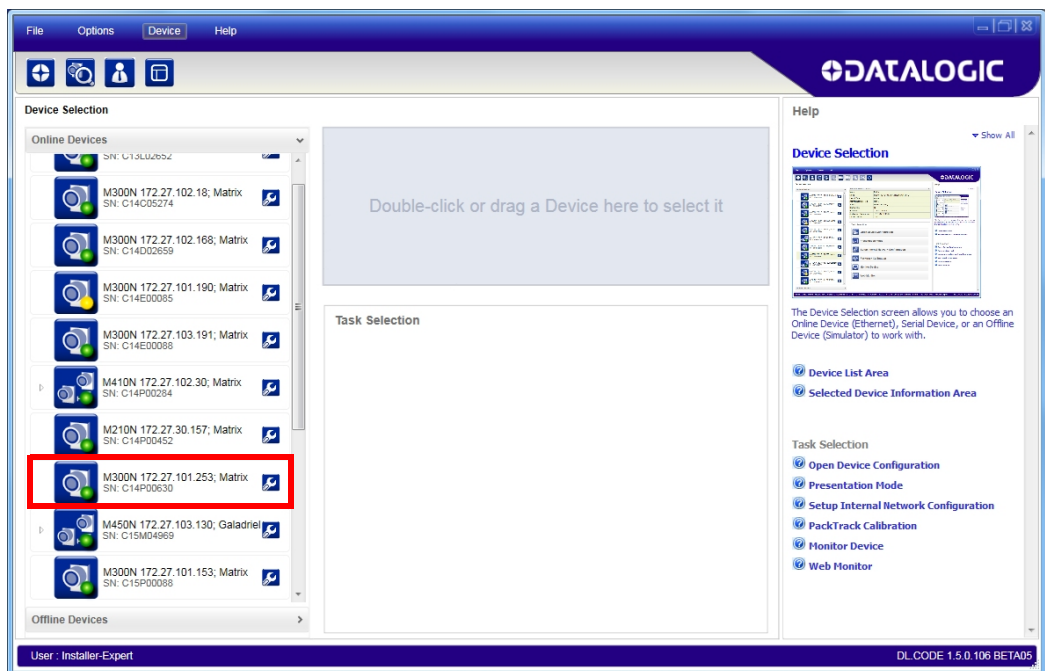 File Options Device Help
DATALOGIC
Device Selection
Online Devices
SN: C13L02652
M300N 172.27.102.18; Matrix
SN: C14C05274
M300N 172.27.102.168; Matrix
SN: C14D02659
M300N 172.27.101.190; Matrix
SN: C14E00085
M300N 172.27.103.191; Matrix
SN: C14E00088
M410N 172.27.102.30; Matrix
SN: C14P00284
M210N 172.27.30.157; Matrix
SN: C14P00452
M300N 172.27.101.253; Matrix
SN: C14P00630
M450N 172.27.103.130; Galadriel
SN: C15M04969
M300N 172.27.101.153; Matrix
SN: C15P00088
Offline Devices
Double-click or drag a Device here to select it
Task Selection
Help
Show All
Device Selection
The Device Selection screen allows you to choose an
Online Device (Ethernet), Serial Device, or an Offline
Device (Simulator) to work with.
Device List Area
Selected Device Information Area
Task Selection
Open Device Configuration
Presentation Mode
Setup Internal Network Configuration
PackTrack Calibration
Monitor Device
Web Monitor
User : Installer-Expert
DL.CODE 1.5.0.106 BETA05